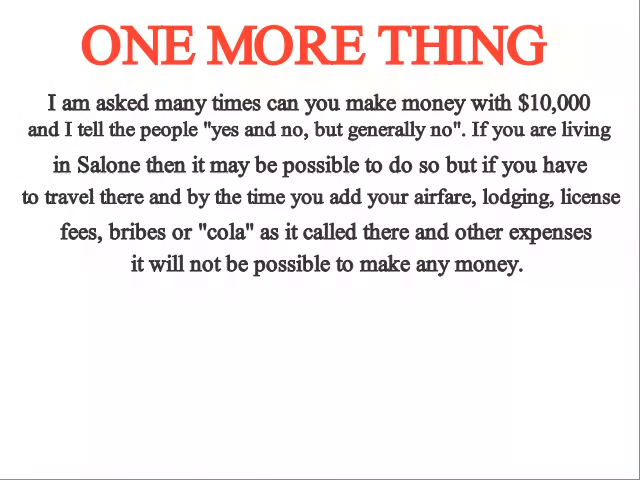 ONE MORE THING
I am asked many times can you make money with $10,000
and I tell the people "yes and no, but generally no". If you are living
in Salone then it may be possible to do so but if you have
to travel there and by the time you add your airfare, lodging, license
fees, bribes or "cola" as it called there and other expenses
it will not be possible to make any money.